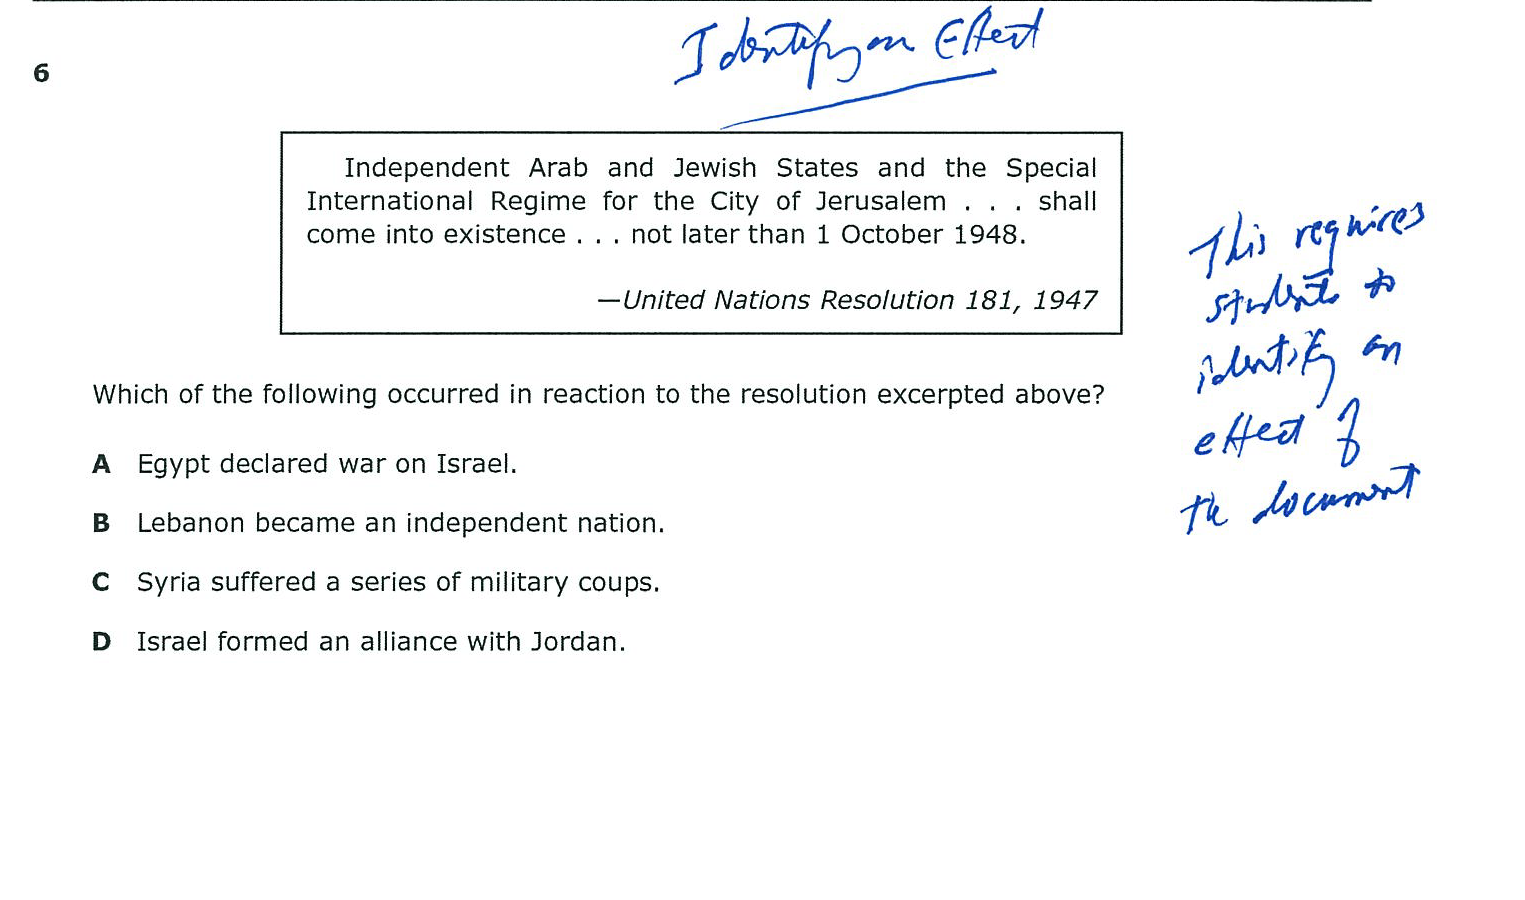 Identify an Effect
6
Independent Arab and Jewish States and the Special
International Regime for the City of Jerusalem . . . shall
come into existence . . . not later than 1 October 1948.
—United Nations Resolution 181, 1947
This requires
students to
identify an
effect of
the document
Which of the following occurred in reaction to the resolution excerpted above?
A Egypt declared war on Israel.
B Lebanon became an independent nation.
C Syria suffered a series of military coups.
D Israel formed an alliance with Jordan.